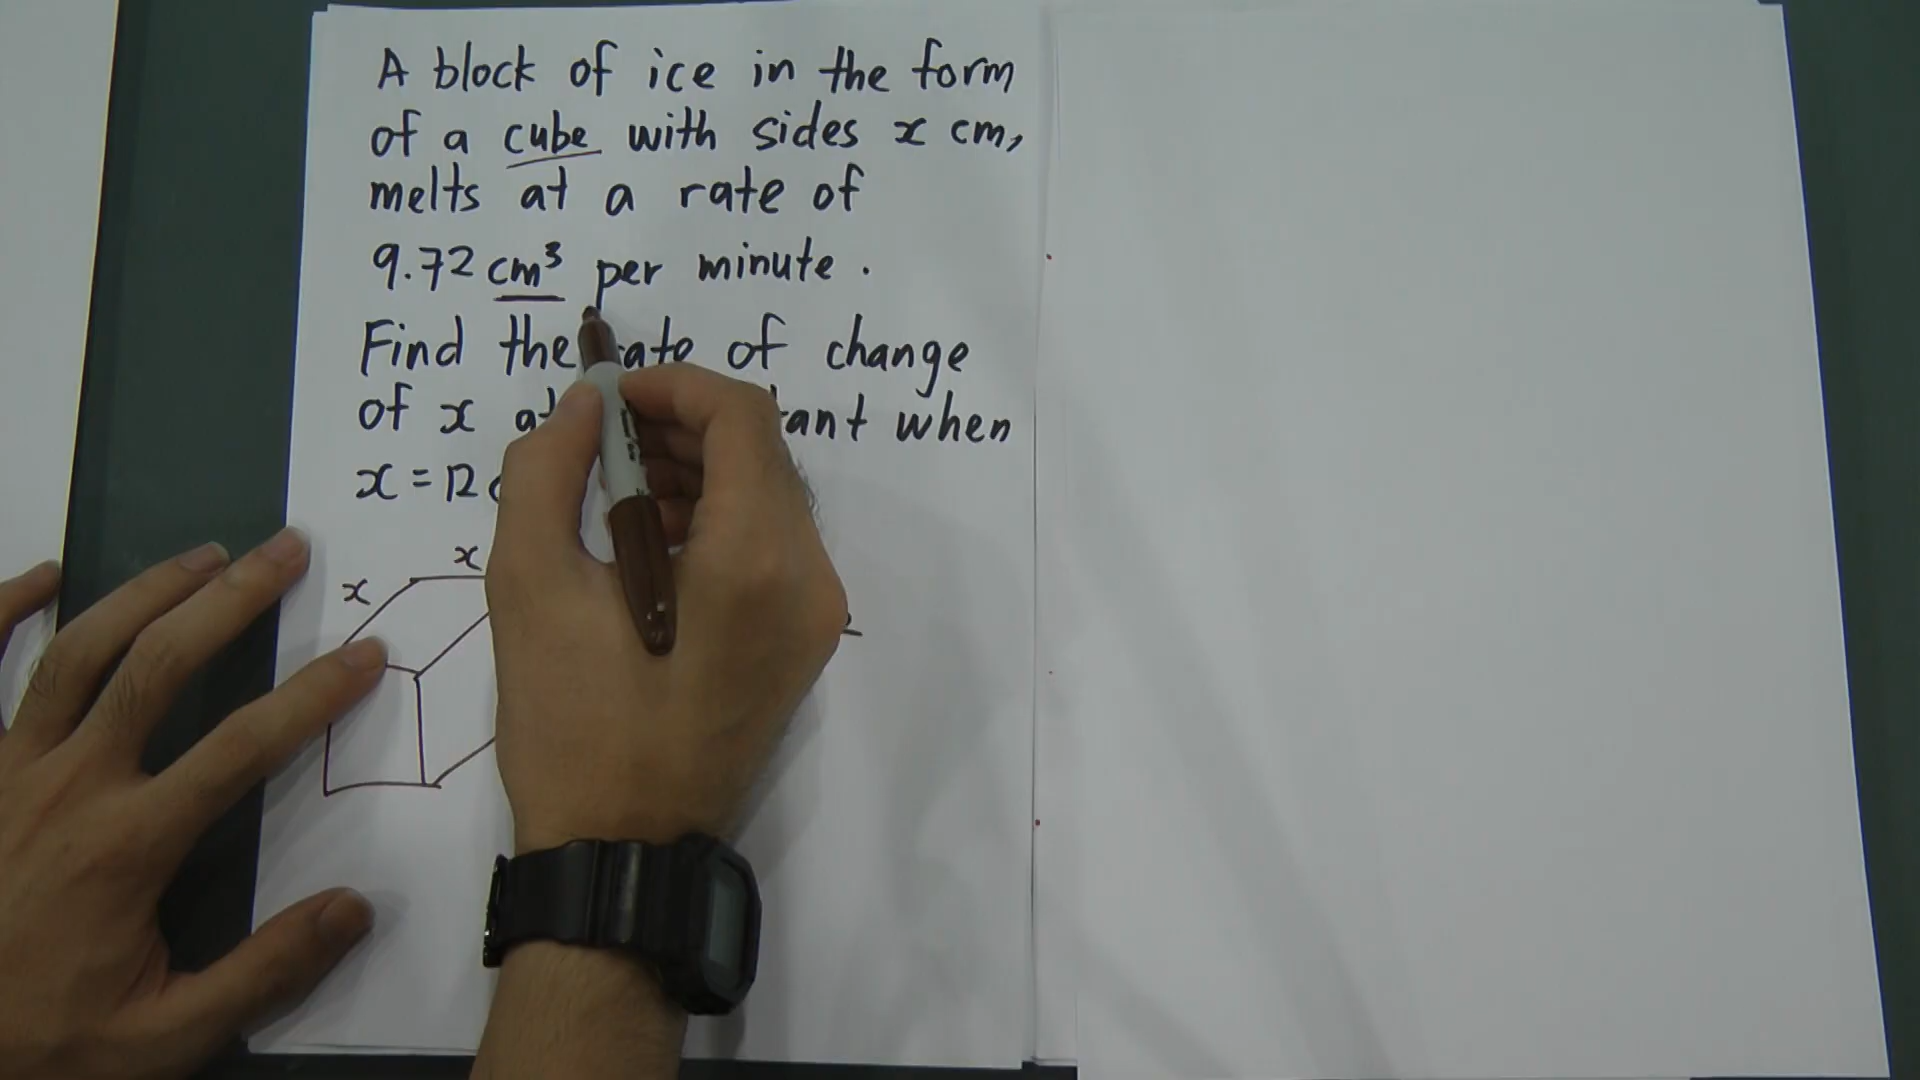 A block of ice in the form
of a cube with sides x cm,
melts at a rate of
9.72 cm³ per minute.
Find the rate of change
of x when
x = 12
x
x